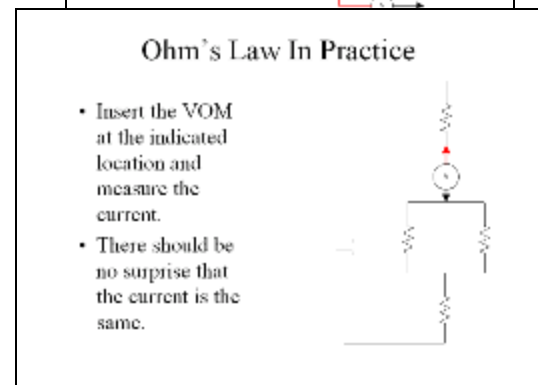 Ohm's Law In Practice
• Insert the VOM
at the indicated
location and
measure the
current.
• There should be
no surprise that
the current is the
same.